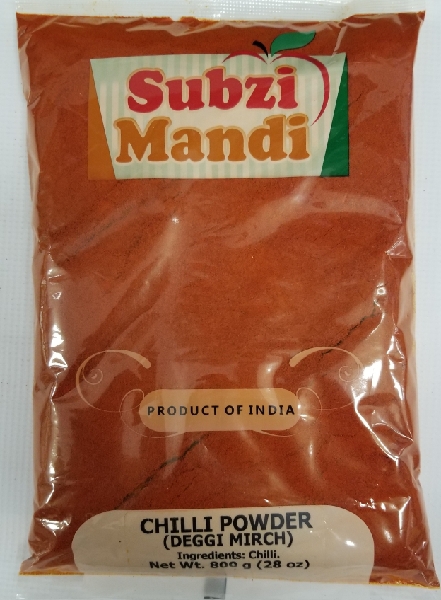 Subzi
Mandi
PRODUCT OF INDIA
CHILLI POWDER
(DEGGI MIRCH)
Ingredients: Chilli.
Net Wt. 800 g (28 oz)